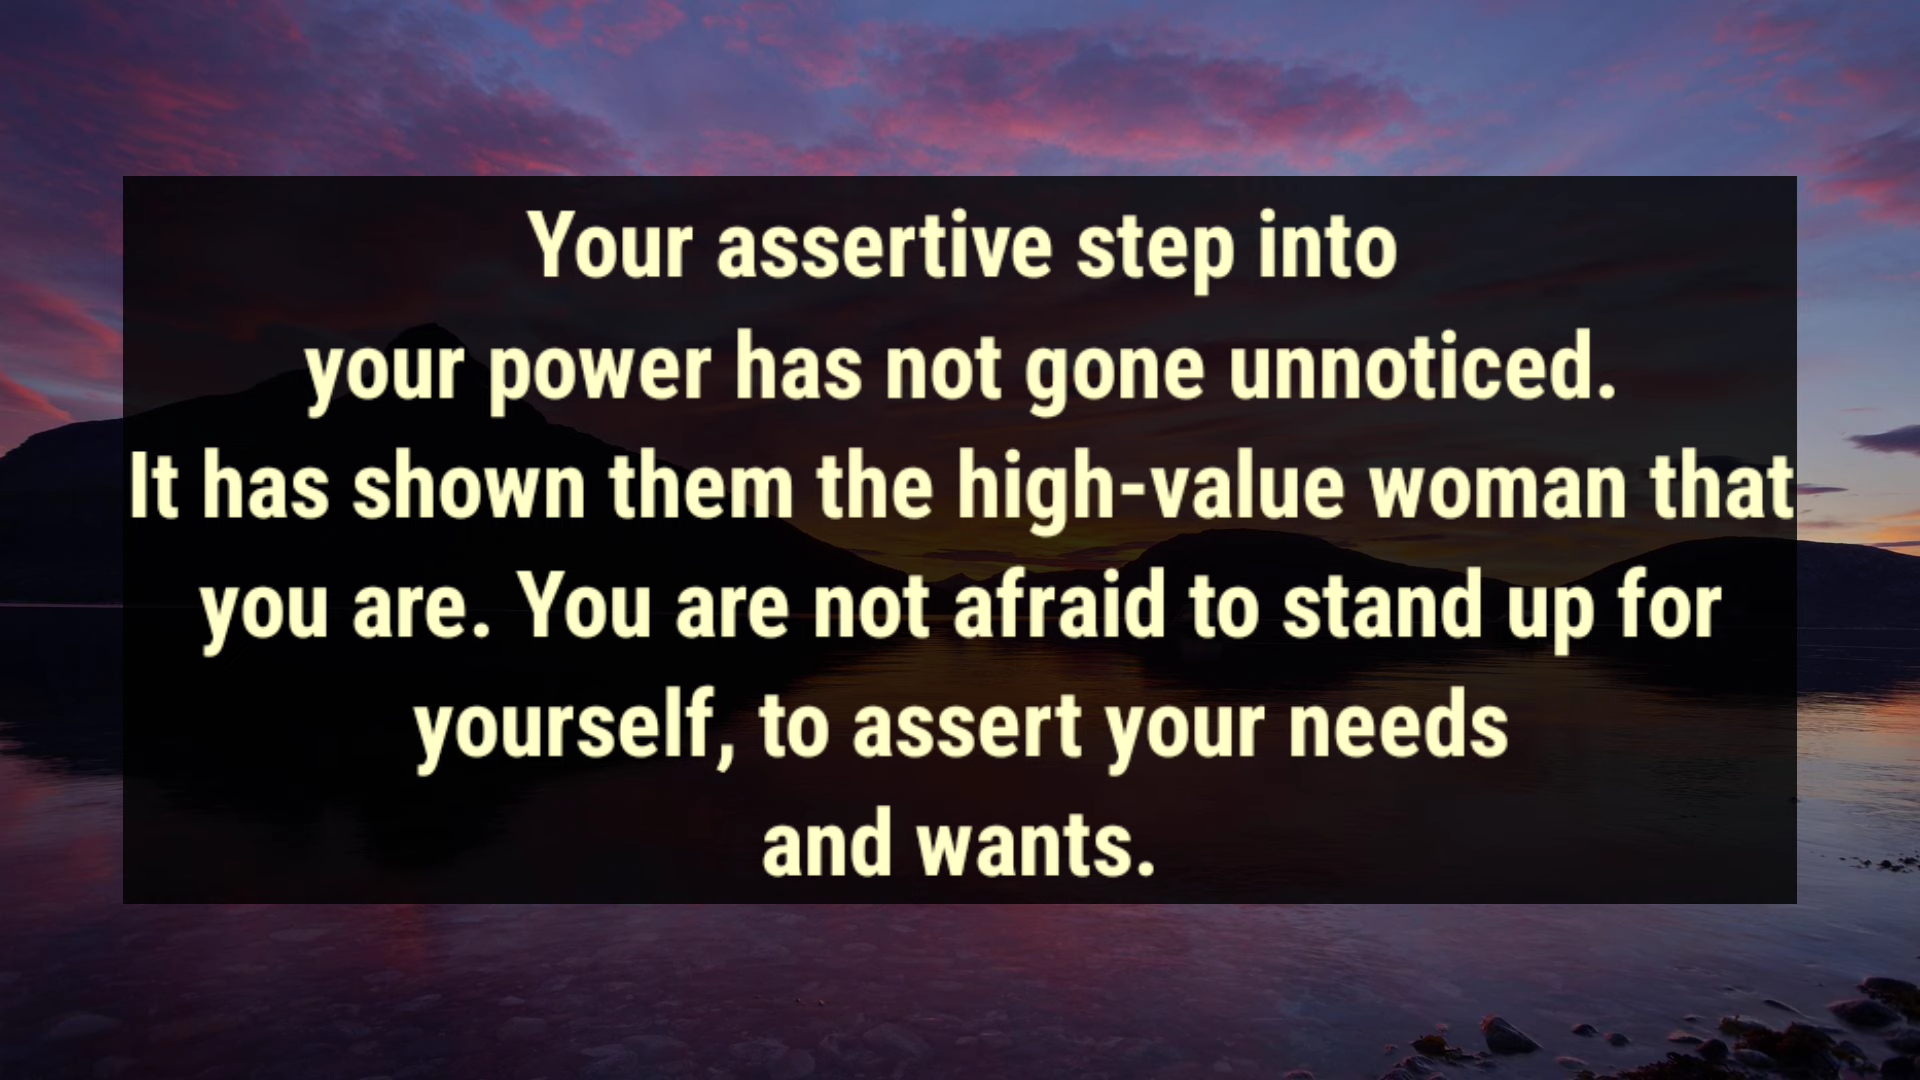 Your assertive step into
your power has not gone unnoticed.
It has shown them the high-value woman that
you are. You are not afraid to stand up for
yourself, to assert your needs
and wants.